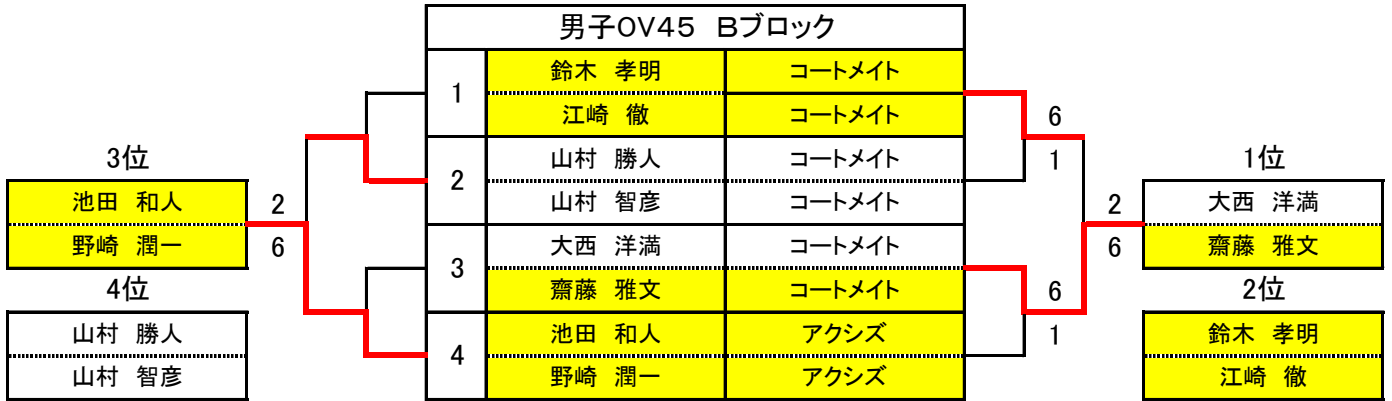 男子OV45 Bブロック
1 鈴木 孝明 コートメイト
江崎 徹 コートメイト
2 山村 勝人 コートメイト
山村 智彦 コートメイト
3 大西 洋満 コートメイト
齋藤 雅文 コートメイト
4 池田 和人 アクシズ
野崎 潤一 アクシズ
3位
池田 和人 2
野崎 潤一 6
4位
山村 勝人
山村 智彦
6
1
6
1
2
6
1位
大西 洋満
齋藤 雅文
2位
鈴木 孝明
江崎 徹